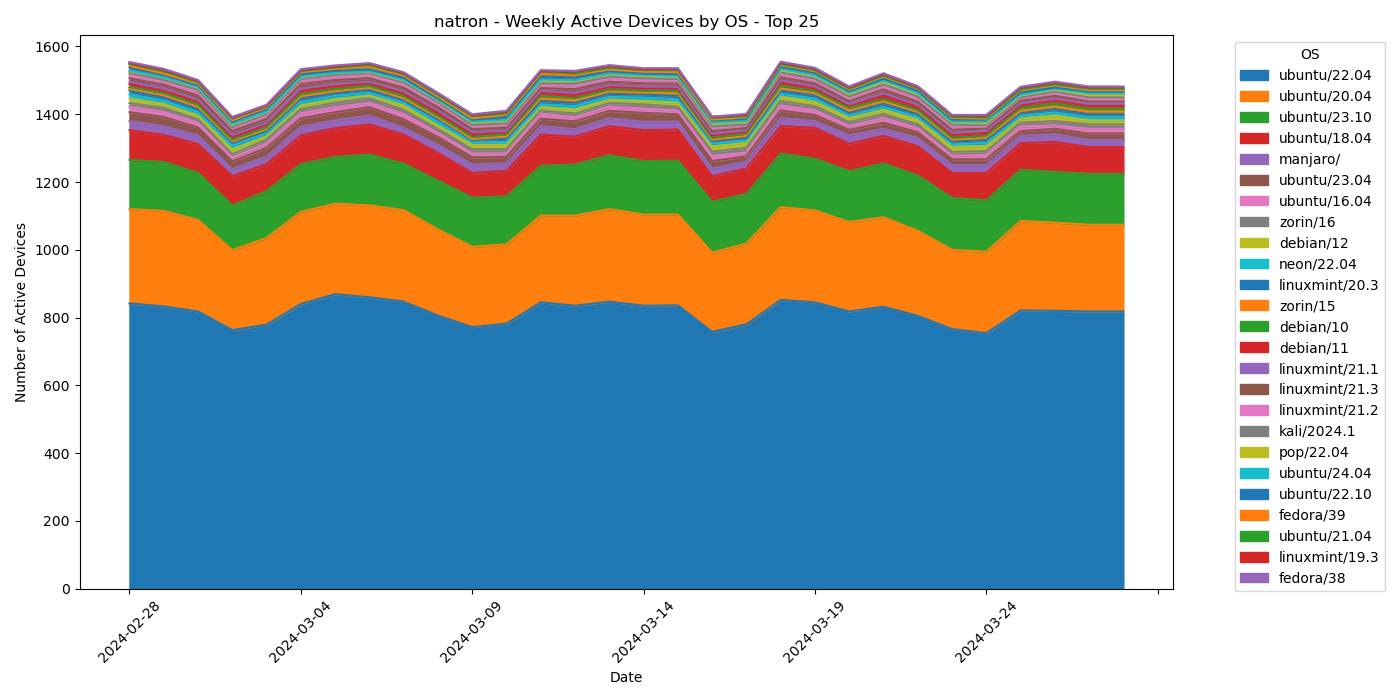 natron - Weekly Active Devices by OS - Top 25
1600
1400
1200
1000
800
600
400
200
0
Number of Active Devices
2024-02-28
2024-03-04
2024-03-09
2024-03-14
2024-03-19
2024-03-24
Date
OS
ubuntu/22.04
ubuntu/20.04
ubuntu/23.10
ubuntu/18.04
manjaro/
ubuntu/23.04
ubuntu/16.04
zorin/16
debian/12
neon/22.04
linuxmint/20.3
zorin/15
debian/10
debian/11
linuxmint/21.1
linuxmint/21.3
linuxmint/21.2
kali/2024.1
pop/22.04
ubuntu/24.04
ubuntu/22.10
fedora/39
ubuntu/21.04
linuxmint/19.3
fedora/38